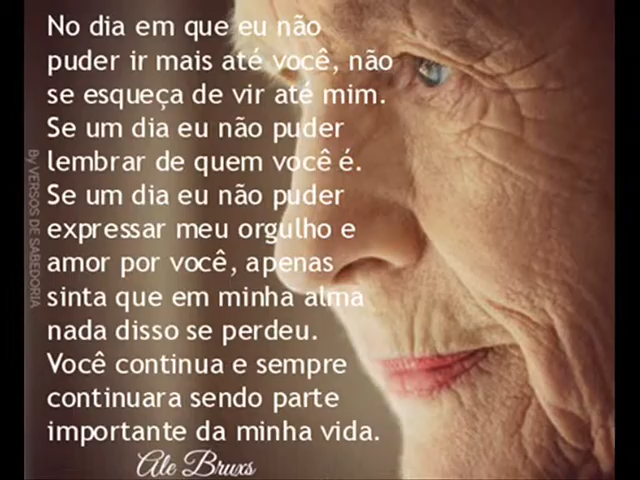 No dia em que eu não
puder ir mais até você, não
se esqueça de vir até mim.
Se um dia eu não puder
lembrar de quem você é.
Se um dia eu não puder
expressar meu orgulho e
amor por você, apenas
sinta que em minha alma
nada disso se perdeu.
Você continua e sempre
continuara sendo parte
importante da minha vida.
Ale Bruxs
By VERSOS DE SABEDORIA